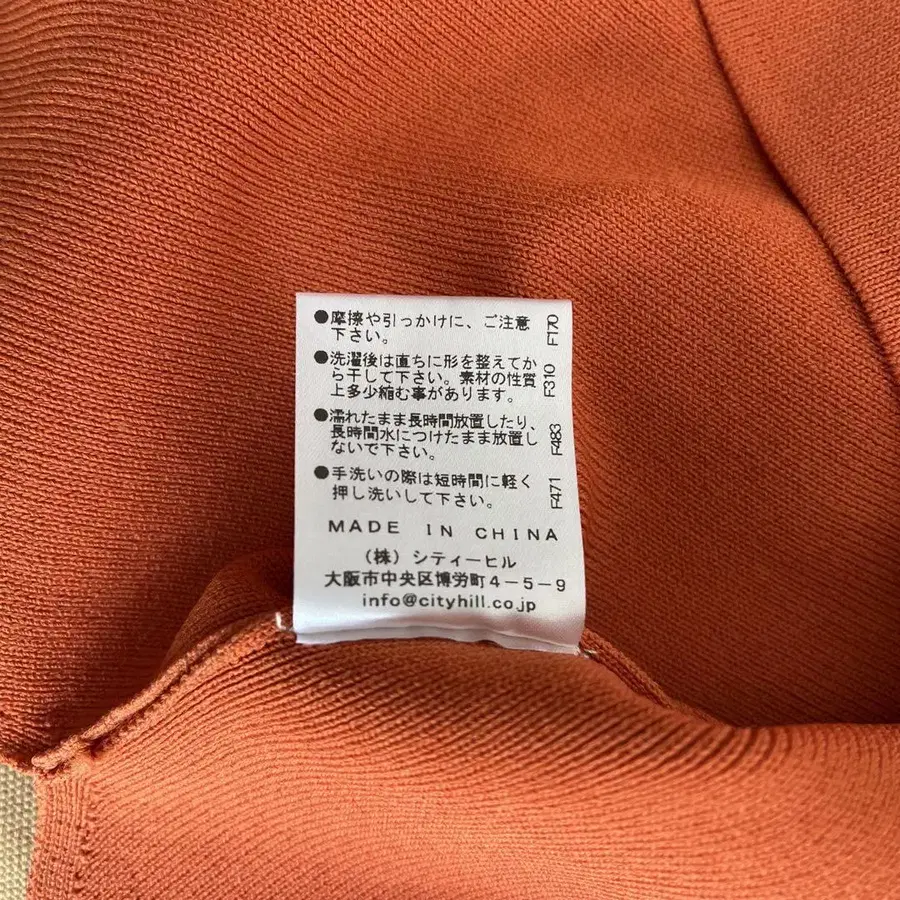 ●摩擦や引っかけに、ご注意
下さい。
F170
●洗濯後は直ちに形を整えてか
ら干して下さい。素材の性質
上多少縮む事があります。
F310
●濡れたまま長時間放置したり、
長時間水につけたまま放置し
ないで下さい。
F483
●手洗いの際は短時間に軽く
押し洗いして下さい。
F471
MADE IN CHINA
(株)シティーヒル
大阪市中央区博労町4-5-9
info@cityhill.co.jp